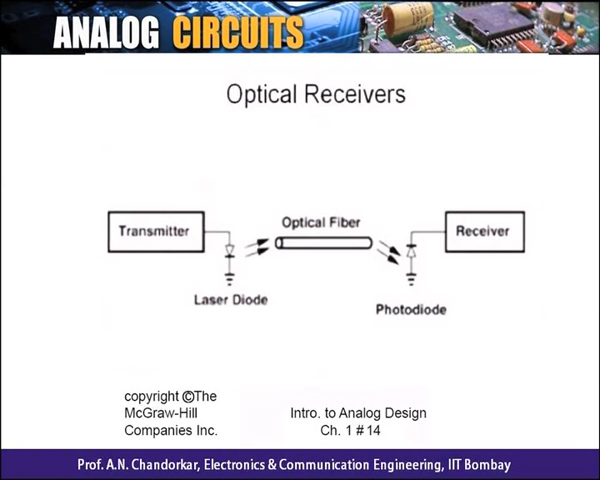 ANALOG CIRCUITS
Optical Receivers
Optical Fiber
Transmitter
Receiver
Laser Diode
Photodiode
copyright ©The
McGraw-Hill
Companies Inc.
Intro. to Analog Design
Ch. 1 # 14
Prof. A.N. Chandorkar, Electronics & Communication Engineering, IIT Bombay